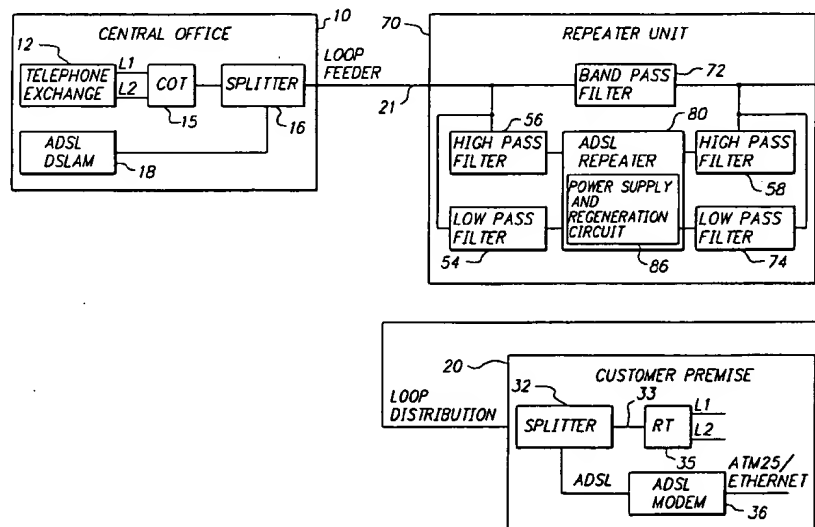 10
CENTRAL OFFICE
12
TELEPHONE
EXCHANGE
L1
L2
COT
15
SPLITTER
16
ADSL
DSLAM
18
LOOP
FEEDER
21
70
REPEATER UNIT
BAND PASS
FILTER
72
56
HIGH PASS
FILTER
80
ADSL
REPEATER
POWER SUPPLY
AND
REGENERATION
CIRCUIT
86
HIGH PASS
FILTER
58
LOW PASS
FILTER
54
LOW PASS
FILTER
74
20
CUSTOMER PREMISE
LOOP
DISTRIBUTION
32
SPLITTER
33
RT
35
L1
L2
ADSL
ADSL
MODEM
36
ATM25/
ETHERNET